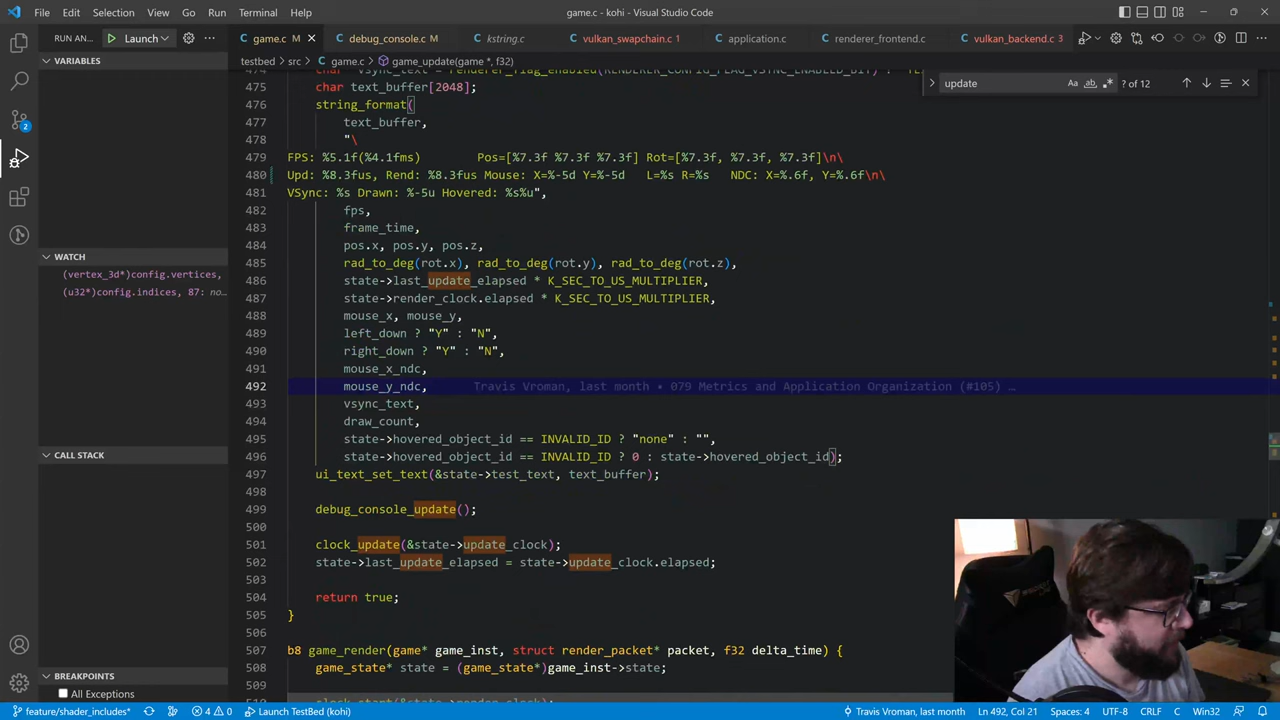 File Edit Selection View Go Run Terminal Help
game.c - kohi - Visual Studio Code
RUN AN... Launch
game.c M
debug_console.c M
kstring.c
vulkan_swapchain.c 1
application.c
renderer_frontend.c
vulkan_backend.c 3
testbed > src > game.c > game_update(game *, f32)
update
Aa ab .* ? of 12
VARIABLES
WATCH
(vertex_3d*)config.vertices,
(u32*)config.indices, 87: no...
CALL STACK
BREAKPOINTS
All Exceptions
475 char text_buffer[2048];
476 string_format(
477 text_buffer,
478 "\
479 FPS: %5.1f(%4.1fms) Pos=[%7.3f %7.3f %7.3f] Rot=[%7.3f, %7.3f, %7.3f]\n\
480 Upd: %8.3fus, Rend: %8.3fus Mouse: X=%-5d Y=%-5d L=%s R=%s NDC: X=%.6f, Y=%.6f\n\
481 VSync: %s Drawn: %-5u Hovered: %s%u",
482 fps,
483 frame_time,
484 pos.x, pos.y, pos.z,
485 rad_to_deg(rot.x), rad_to_deg(rot.y), rad_to_deg(rot.z),
486 state->last_update_elapsed * K_SEC_TO_US_MULTIPLIER,
487 state->render_clock.elapsed * K_SEC_TO_US_MULTIPLIER,
488 mouse_x, mouse_y,
489 left_down ? "Y" : "N",
490 right_down ? "Y" : "N",
491 mouse_x_ndc,
492 mouse_y_ndc, Travis Vroman, last month • 079 Metrics and Application Organization (#105) …
493 vsync_text,
494 draw_count,
495 state->hovered_object_id == INVALID_ID ? "none" : "",
496 state->hovered_object_id == INVALID_ID ? 0 : state->hovered_object_id);
497 ui_text_set_text(&state->test_text, text_buffer);
498
499 debug_console_update();
500
501 clock_update(&state->update_clock);
502 state->last_update_elapsed = state->update_clock.elapsed;
503
504 return true;
505 }
506
507 b8 game_render(game* game_inst, struct render_packet* packet, f32 delta_time) {
508 game_state* state = (game_state*)game_inst->state;
509
feature/shader_includes* 4 0 Launch TestBed (kohi) Travis Vroman, last month Ln 492, Col 21 Spaces: 4 UTF-8 CRLF C Win32